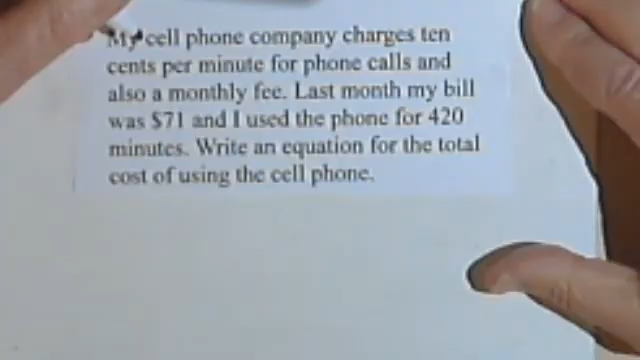 My cell phone company charges ten
cents per minute for phone calls and
also a monthly fee. Last month my bill
was $71 and I used the phone for 420
minutes. Write an equation for the total
cost of using the cell phone.